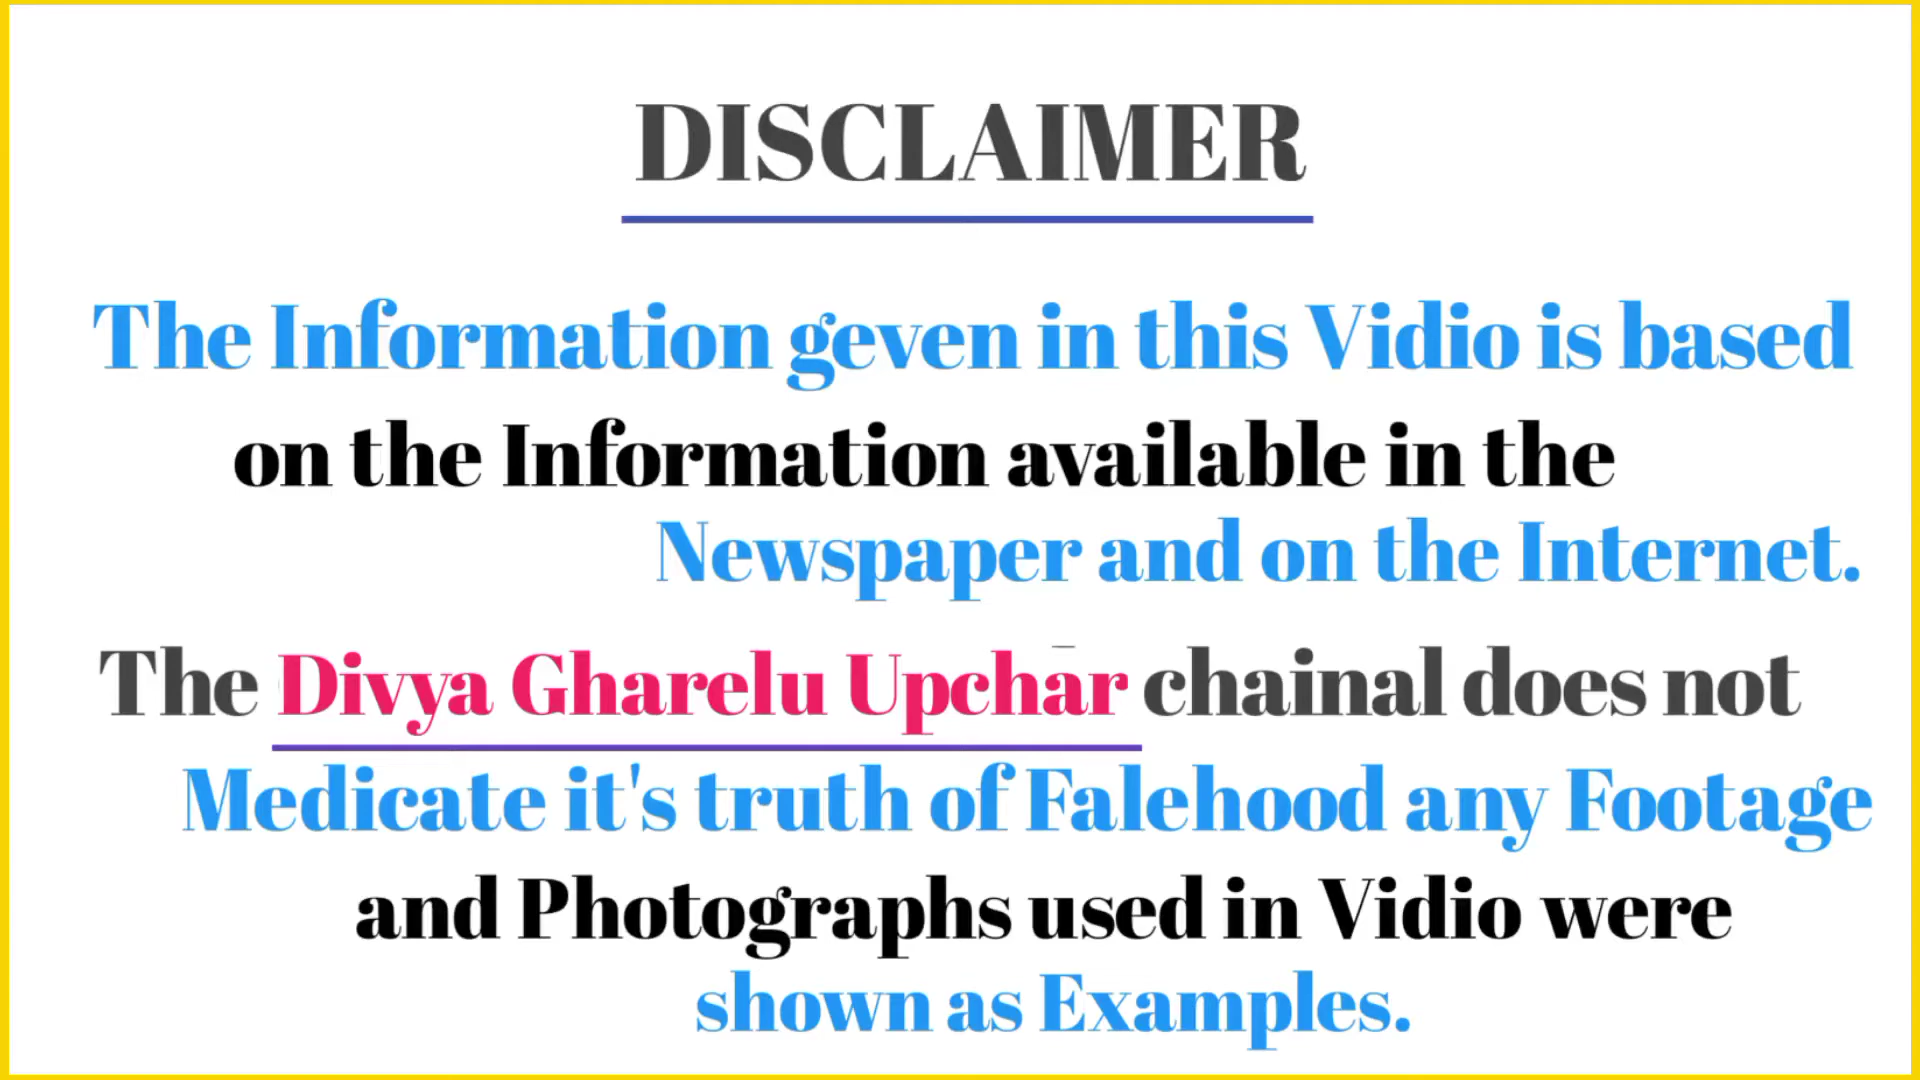 DISCLAIMER
The Information geven in this Vidio is based
on the Information available in the
Newspaper and on the Internet.
The Divya Gharelu Upchar chainal does not
Medicate it's truth of Falehood any Footage
and Photographs used in Vidio were
shown as Examples.